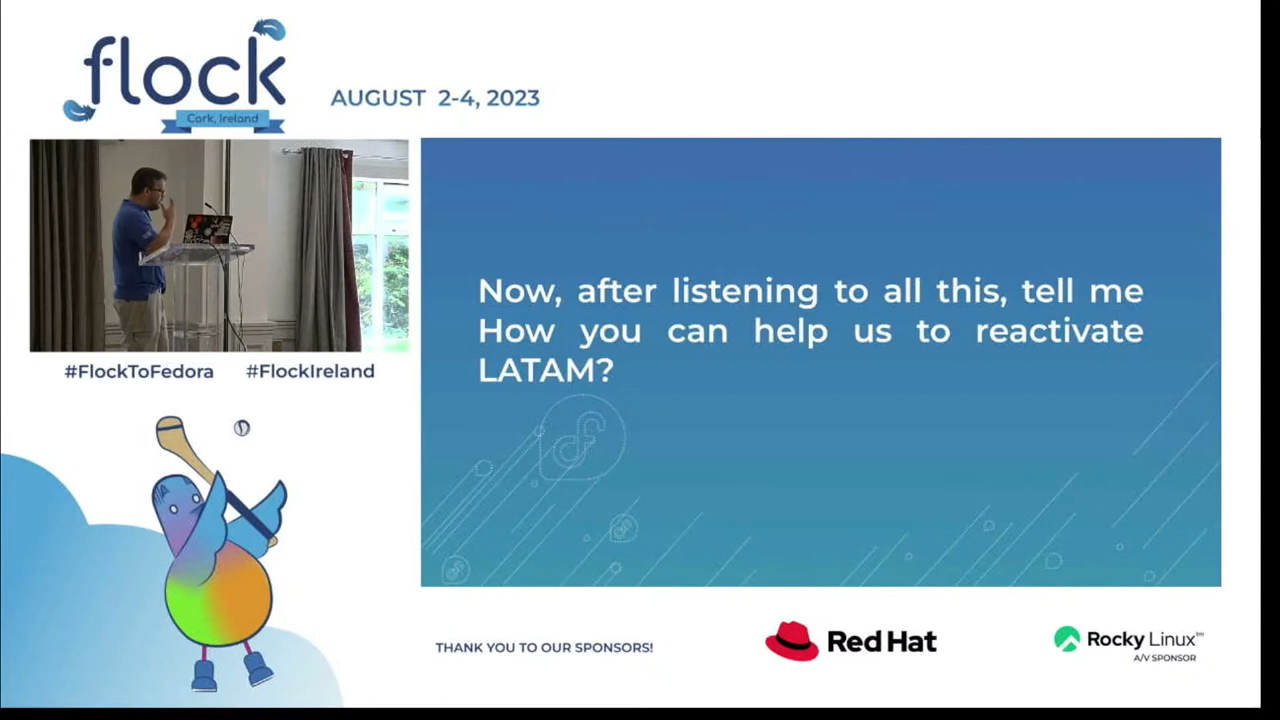 flock
Cork, Ireland
AUGUST 2-4, 2023
Now, after listening to all this, tell me
How you can help us to reactivate
LATAM?
#FlockToFedora #FlockIreland
THANK YOU TO OUR SPONSORS!
Red Hat
Rocky Linux™
A/V SPONSOR